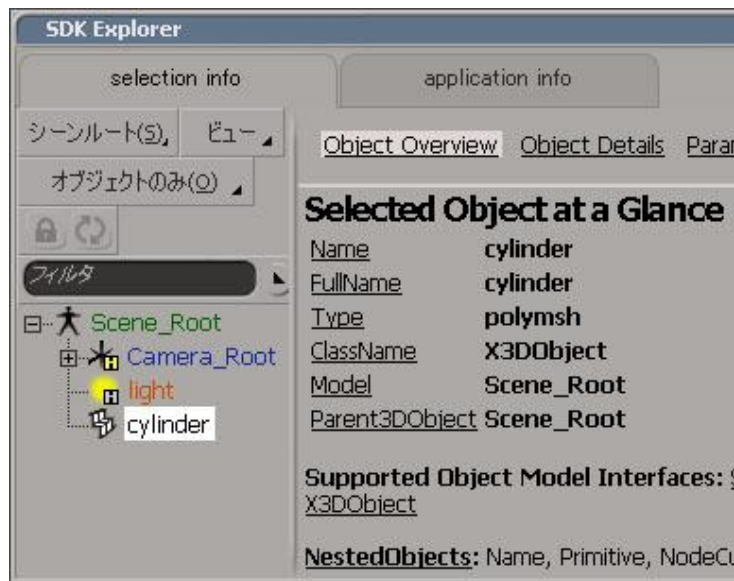 SDK Explorer
selection info
application info
シーンルート(S),
ビュー
オブジェクトのみ(O)
フィルタ
Scene_Root
Camera_Root
light
cylinder
Object Overview Object Details
Selected Object at a Glance
Name cylinder
FullName cylinder
Type polymsh
ClassName X3DObject
Model Scene_Root
Parent3DObject Scene_Root
Supported Object Model Interfaces:
X3DObject
NestedObjects: Name, Primitive,